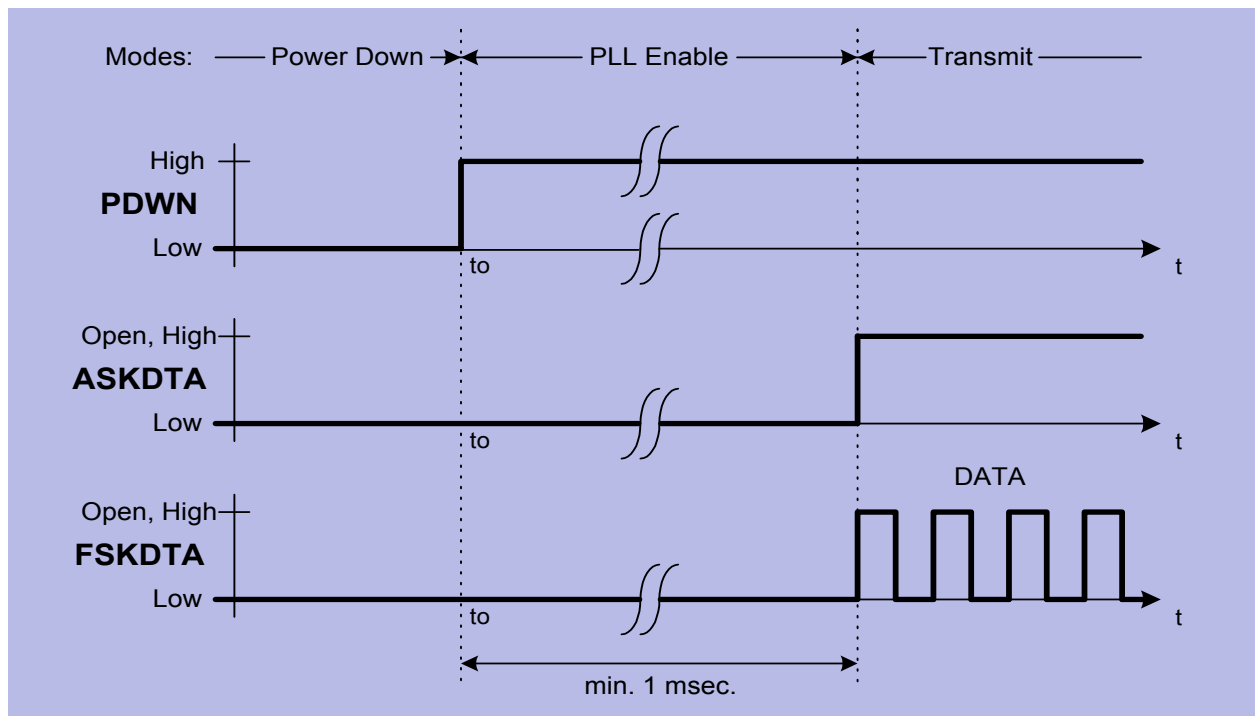 Modes: Power Down PLL Enable Transmit
High
PDWN
Low
to
t
Open, High
ASKDTA
Low
to
t
DATA
Open, High
FSKDTA
Low
to
t
min. 1 msec.